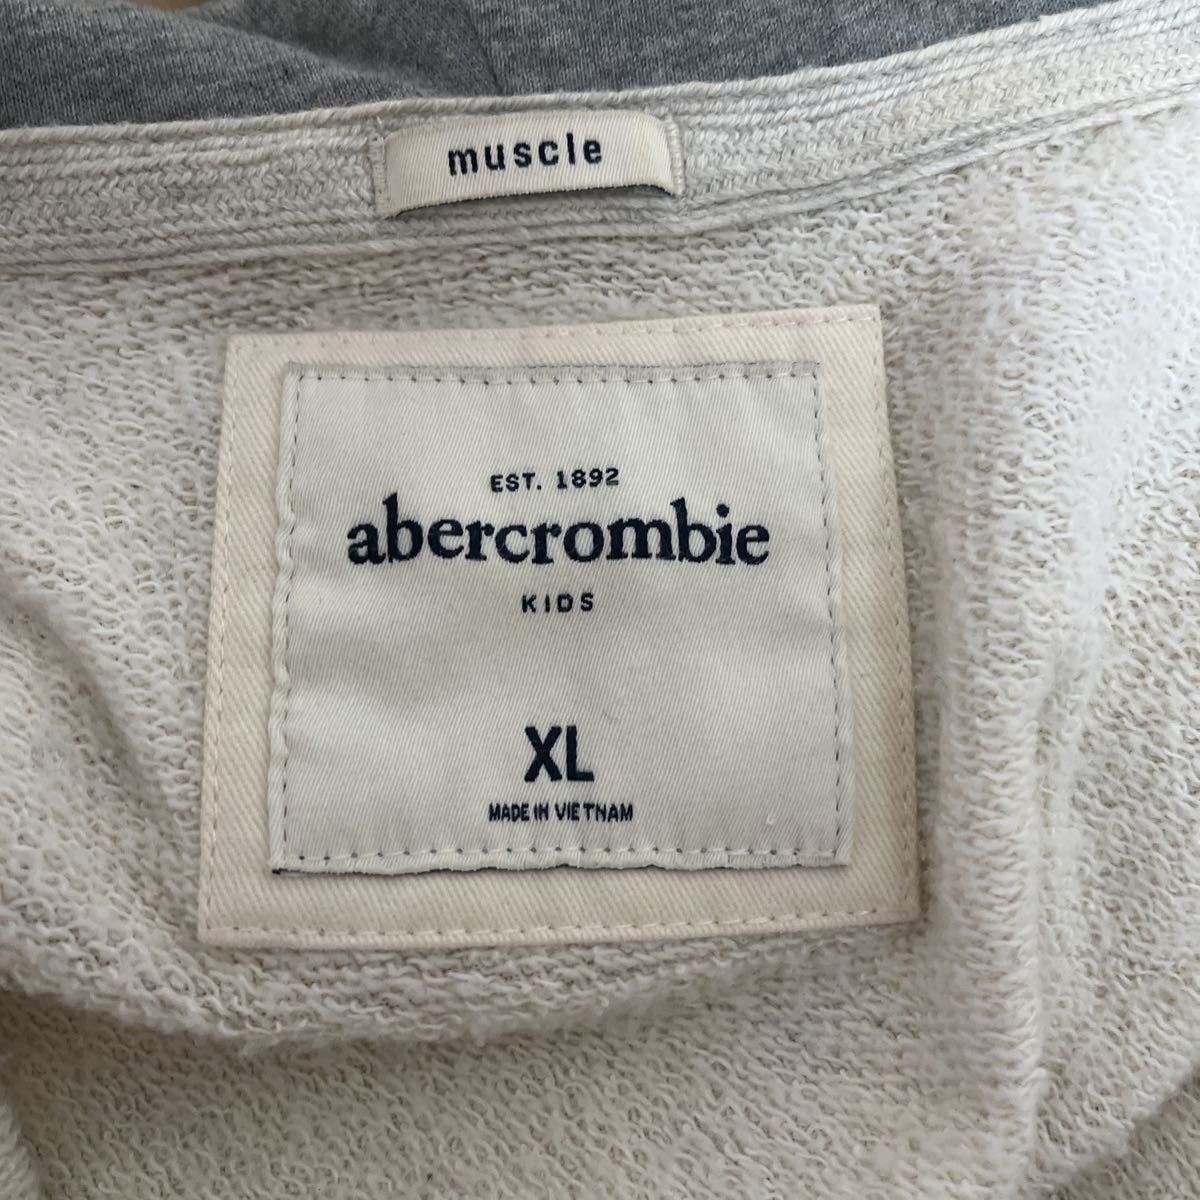 muscle
EST. 1892
abercrombie
KIDS
XL
MADE IN VIETNAM